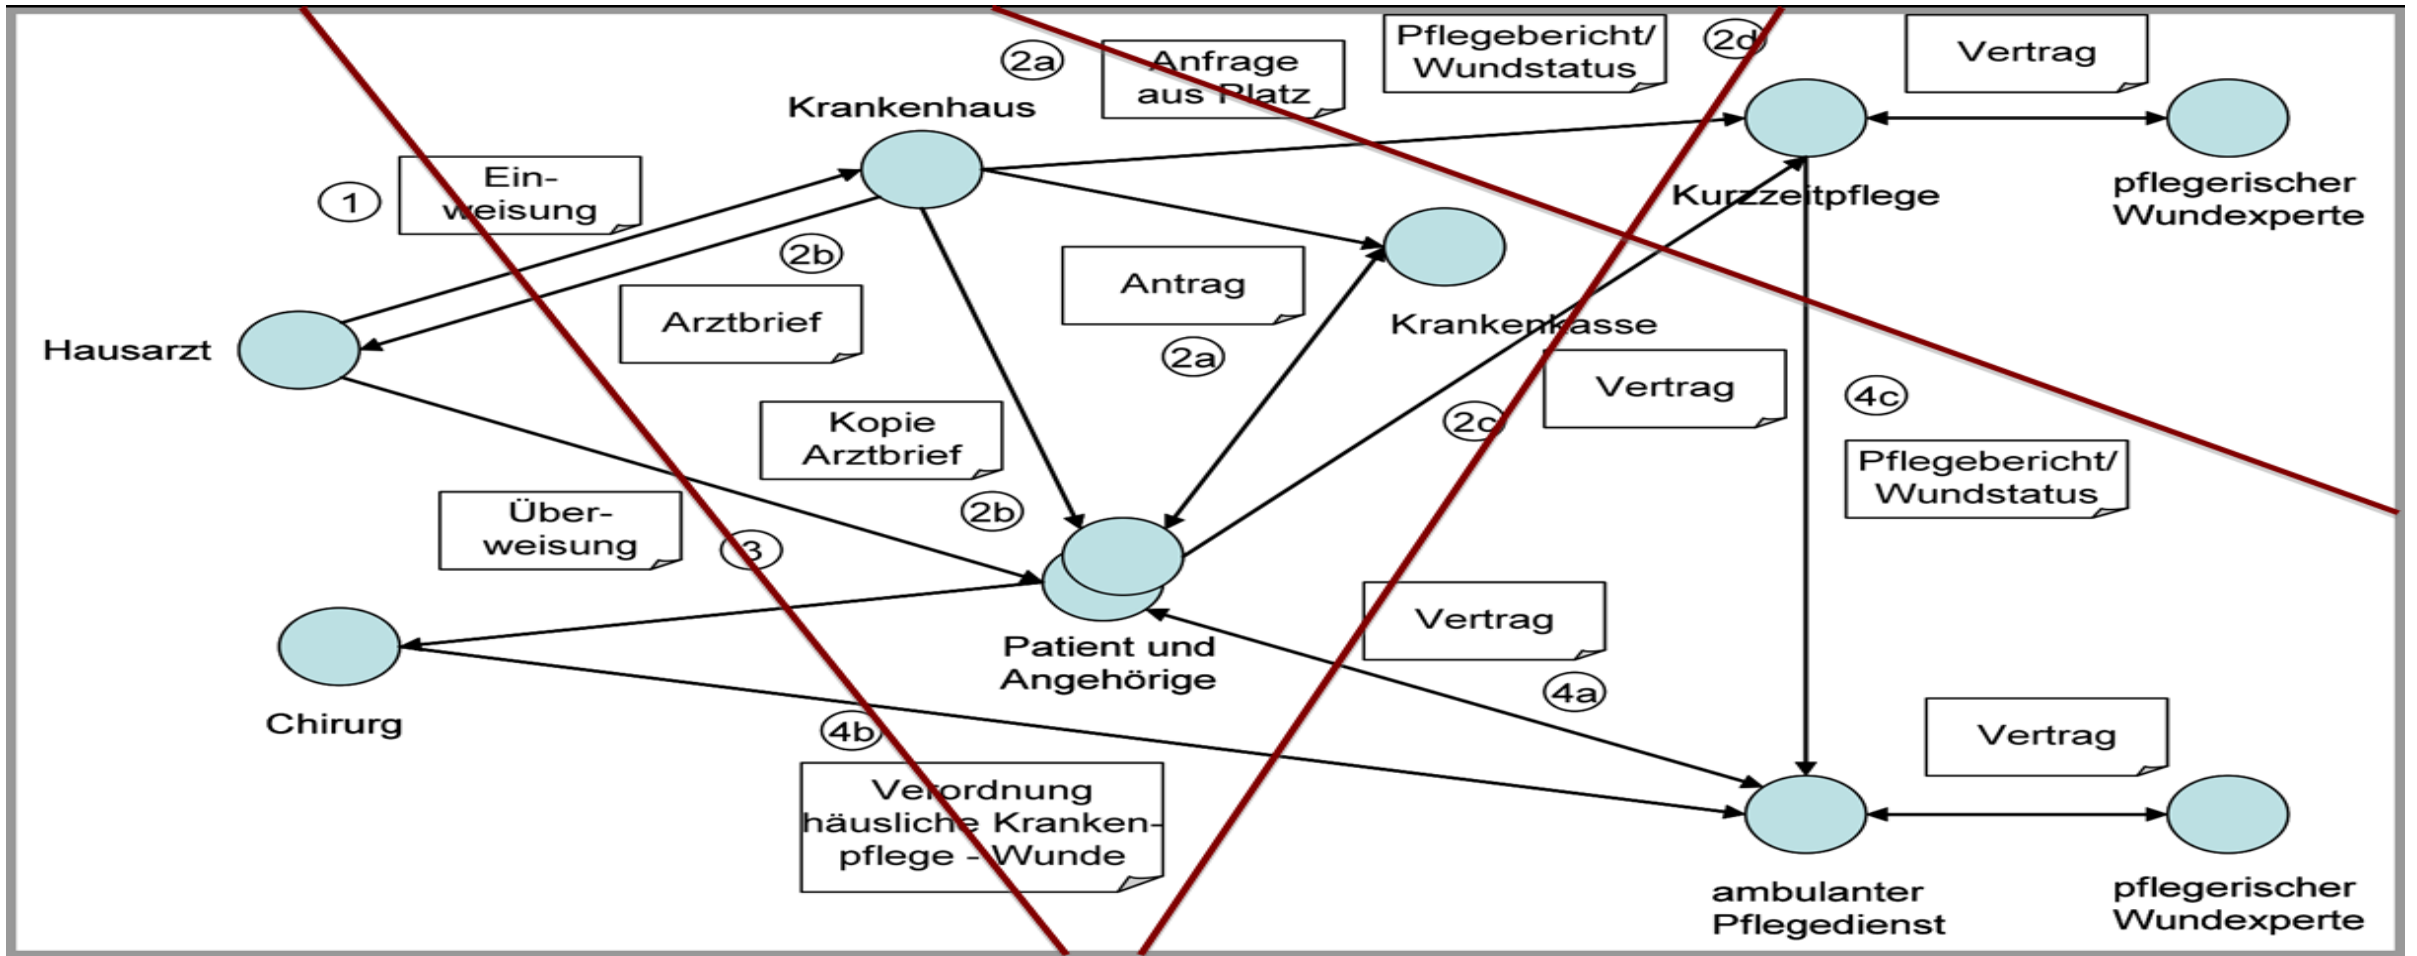 2a
Anfrage
aus Platz
Pflegebericht/
Wundstatus
2d
Vertrag
Krankenhaus
1
Ein-
weisung
Kurzzeitpflege
pflegerischer
Wundexperte
2b
Arztbrief
Antrag
2a
Krankenkasse
Hausarzt
Vertrag
2c
4c
Kopie
Arztbrief
2b
Pflegebericht/
Wundstatus
Über-
weisung
3
Vertrag
4a
Patient und
Angehörige
Chirurg
4b
Verordnung
häusliche Kranken-
pflege - Wunde
Vertrag
ambulanter
Pflegedienst
pflegerischer
Wundexperte